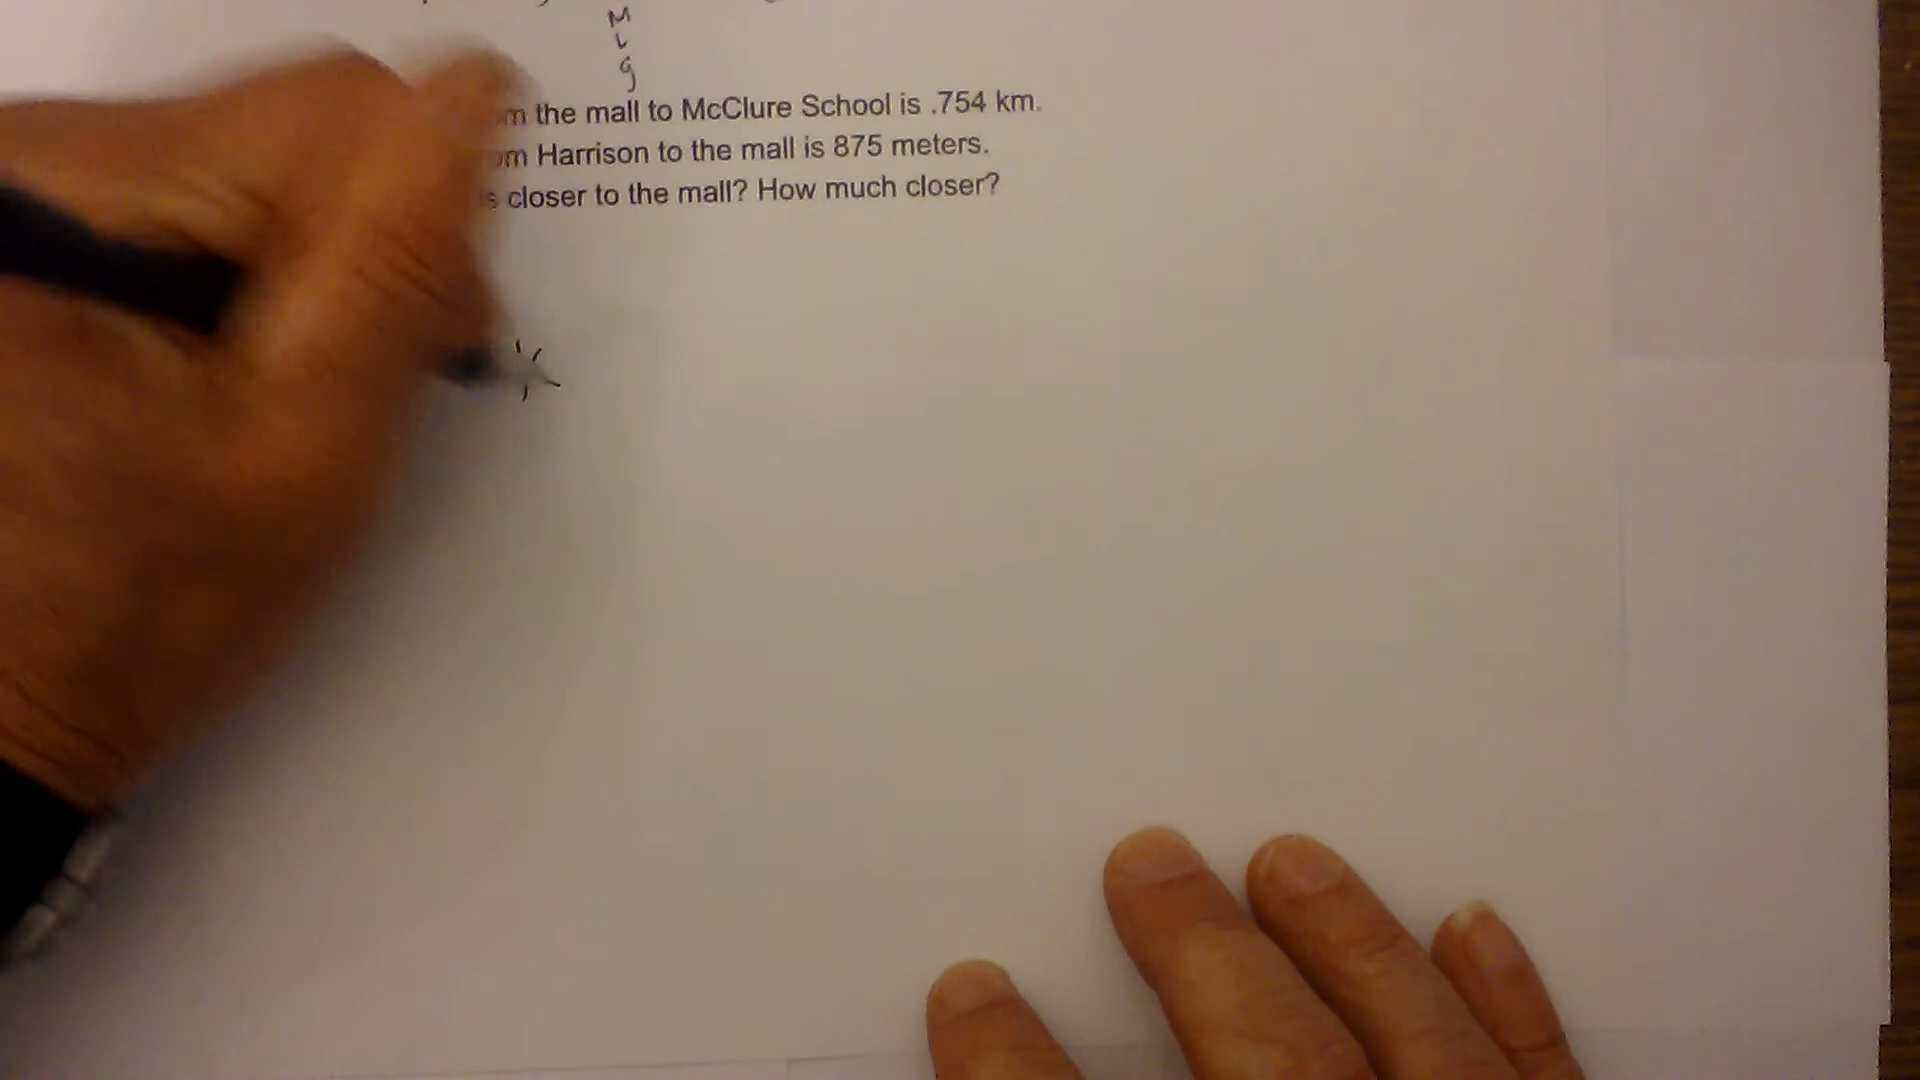 M
L
g
the mall to McClure School is .754 km.
Harrison to the mall is 875 meters.
closer to the mall? How much closer?